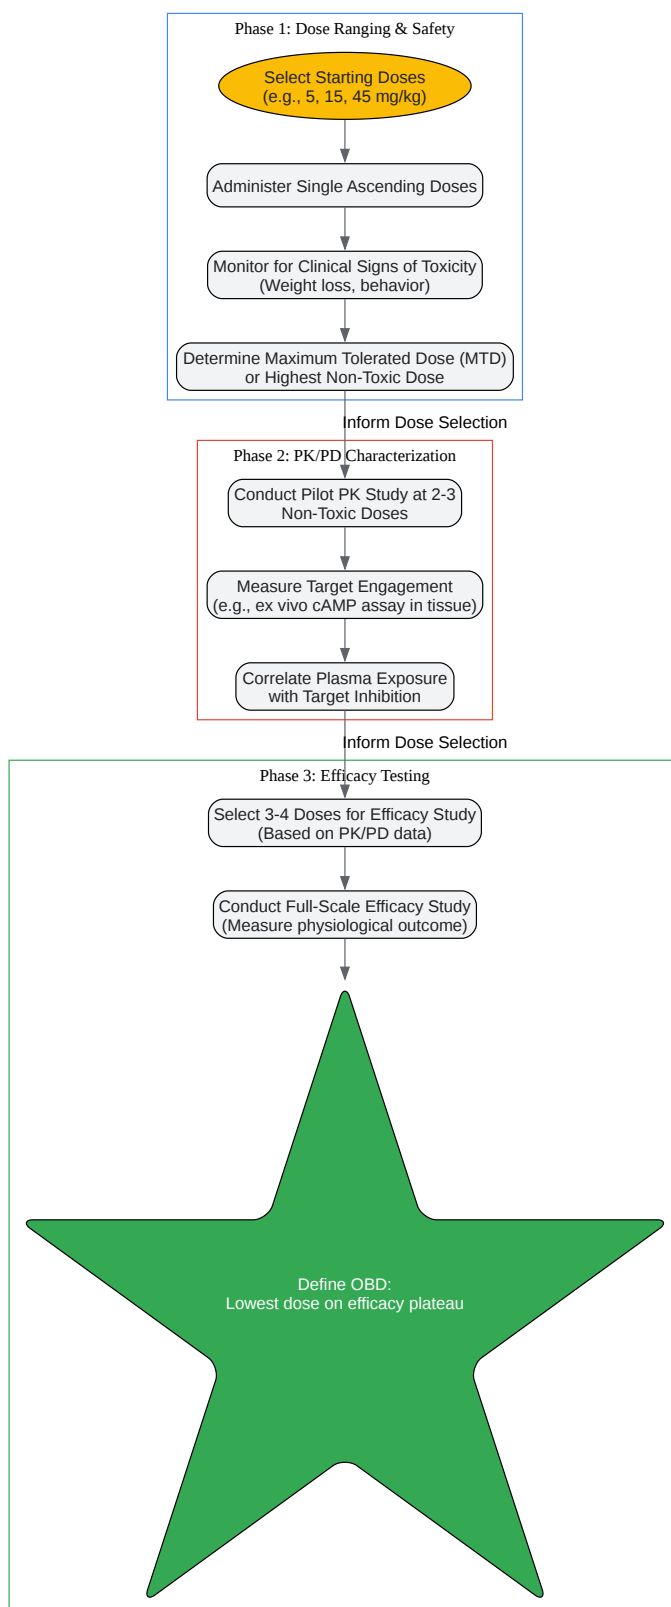 Phase 1: Dose Ranging & Safety
Select Starting Doses
(e.g., 5, 15, 45 mg/kg)
Administer Single Ascending Doses
Monitor for Clinical Signs of Toxicity
(Weight loss, behavior)
Determine Maximum Tolerated Dose (MTD)
or Highest Non-Toxic Dose
Inform Dose Selection
Phase 2: PK/PD Characterization
Conduct Pilot PK Study at 2-3
Non-Toxic Doses
Measure Target Engagement
(e.g., ex vivo cAMP assay in tissue)
Correlate Plasma Exposure
with Target Inhibition
Inform Dose Selection
Phase 3: Efficacy Testing
Select 3-4 Doses for Efficacy Study
(Based on PK/PD data)
Conduct Full-Scale Efficacy Study
(Measure physiological outcome)
Define OBD:
Lowest dose on efficacy plateau